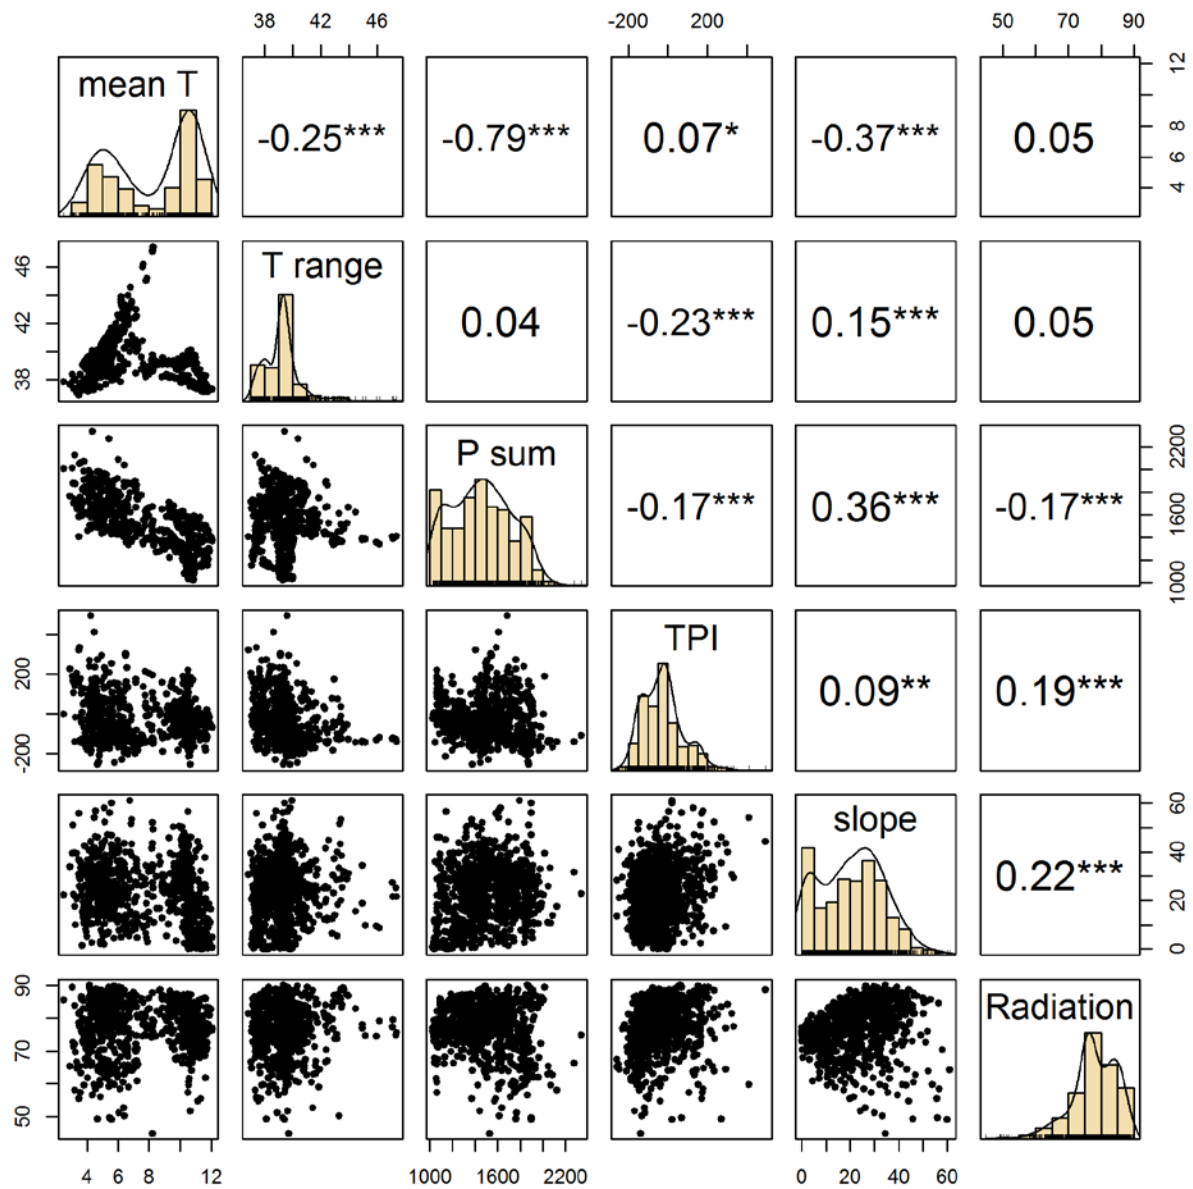 38 42 46 -200 200 50 70 90
mean T -0.25*** -0.79*** 0.07* -0.37*** 0.05 4 6 8 12
46 42 38 T range 0.04 -0.23*** 0.15*** 0.05
P sum -0.17*** 0.36*** -0.17*** 1000 1600 2200
200 -200 TPI 0.09** 0.19***
slope 0.22*** 0 20 40 60
90 70 50 Radiation
4 6 8 12 1000 1600 2200 0 20 40 60